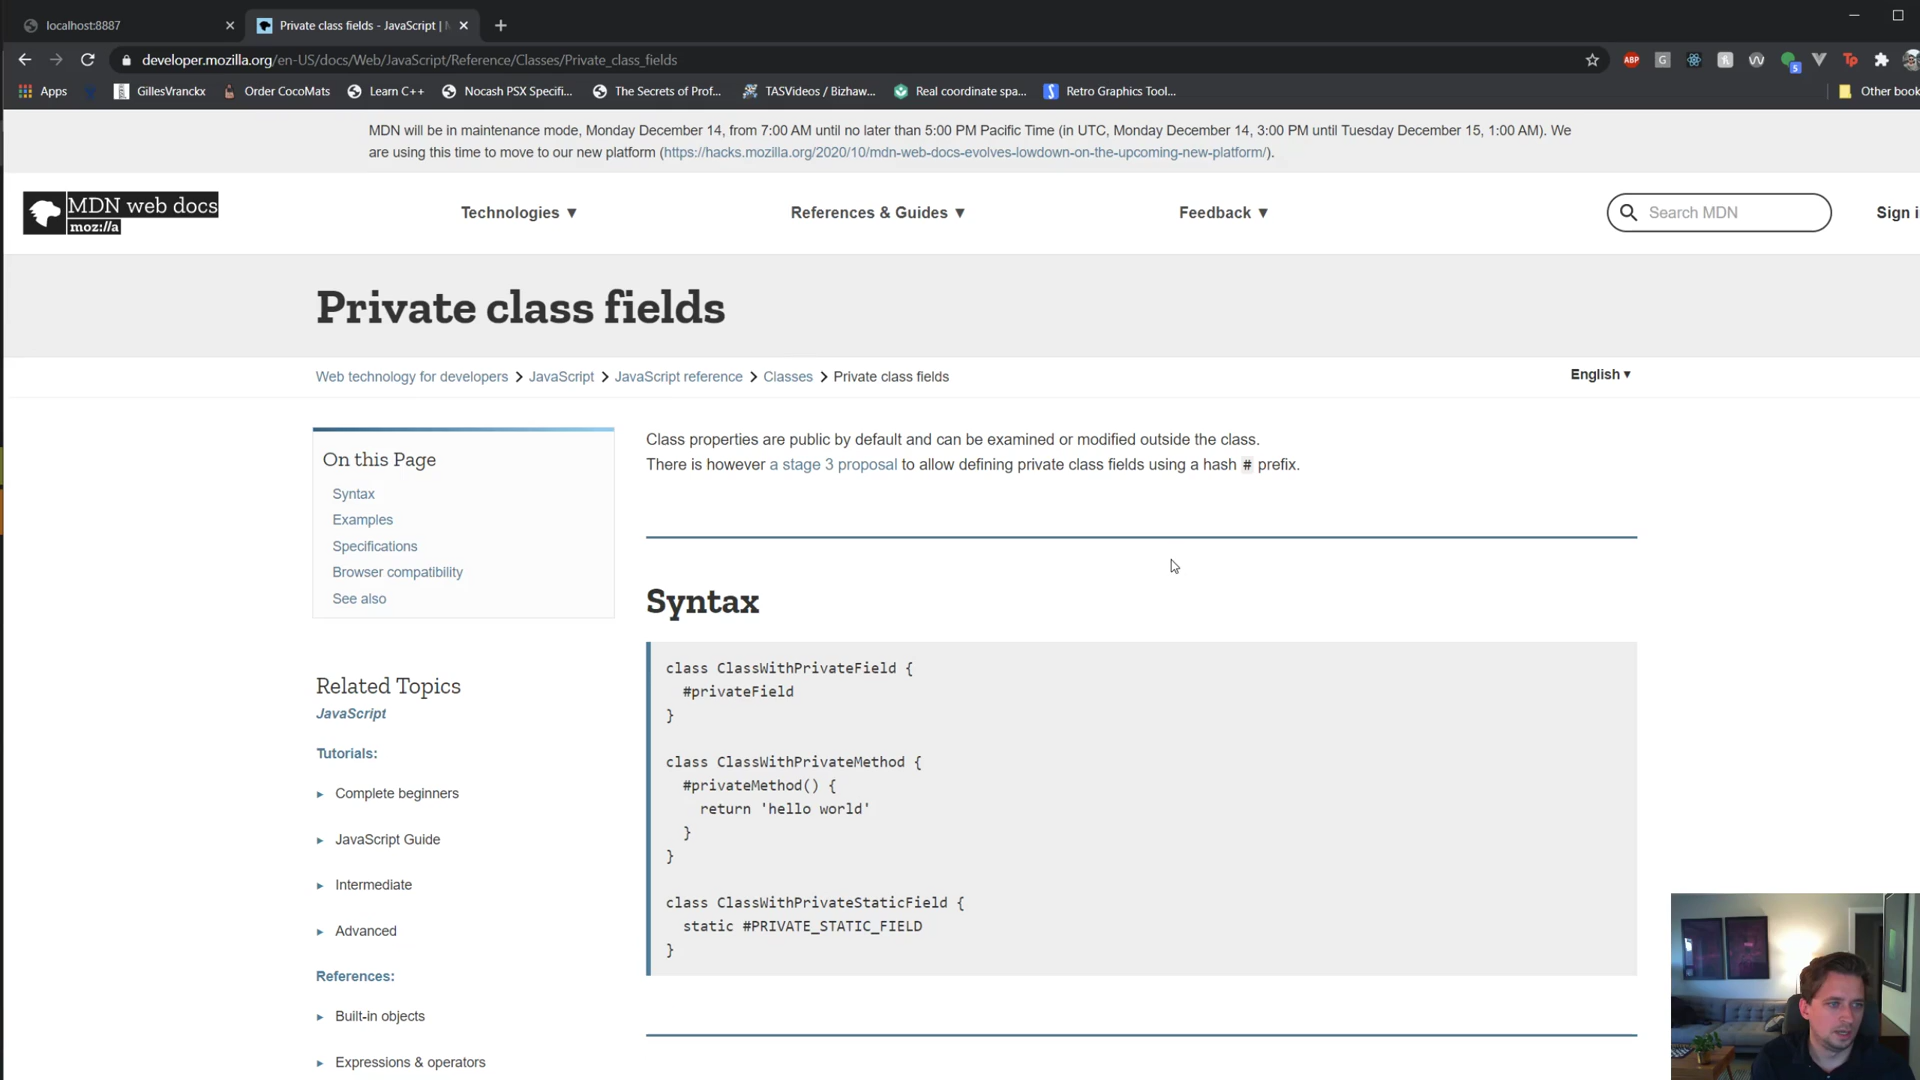 localhost:8887
Private class fields - JavaScript |
developer.mozilla.org/en-US/docs/Web/JavaScript/Reference/Classes/Private_class_fields
ABP
5
Tp
Apps
GillesVranckx
Order CocoMats
Learn C++
Nocash PSX Specifi...
The Secrets of Prof...
TASVideos / Bizhaw...
Real coordinate spa...
Retro Graphics Tool...
Other book
MDN will be in maintenance mode, Monday December 14, from 7:00 AM until no later than 5:00 PM Pacific Time (in UTC, Monday December 14, 3:00 PM until Tuesday December 15, 1:00 AM). We
are using this time to move to our new platform (https://hacks.mozilla.org/2020/10/mdn-web-docs-evolves-lowdown-on-the-upcoming-new-platform/).
MDN web docs
moz://a
Technologies ▼
References & Guides ▼
Feedback ▼
Search MDN
Sign i
Private class fields
Web technology for developers > JavaScript > JavaScript reference > Classes > Private class fields
English ▼
On this Page
Syntax
Examples
Specifications
Browser compatibility
See also
Related Topics
JavaScript
Tutorials:
Complete beginners
JavaScript Guide
Intermediate
Advanced
References:
Built-in objects
Expressions & operators
Class properties are public by default and can be examined or modified outside the class.
There is however a stage 3 proposal to allow defining private class fields using a hash # prefix.
Syntax
class ClassWithPrivateField {
#privateField
}
class ClassWithPrivateMethod {
#privateMethod() {
return 'hello world'
}
}
class ClassWithPrivateStaticField {
static #PRIVATE_STATIC_FIELD
}